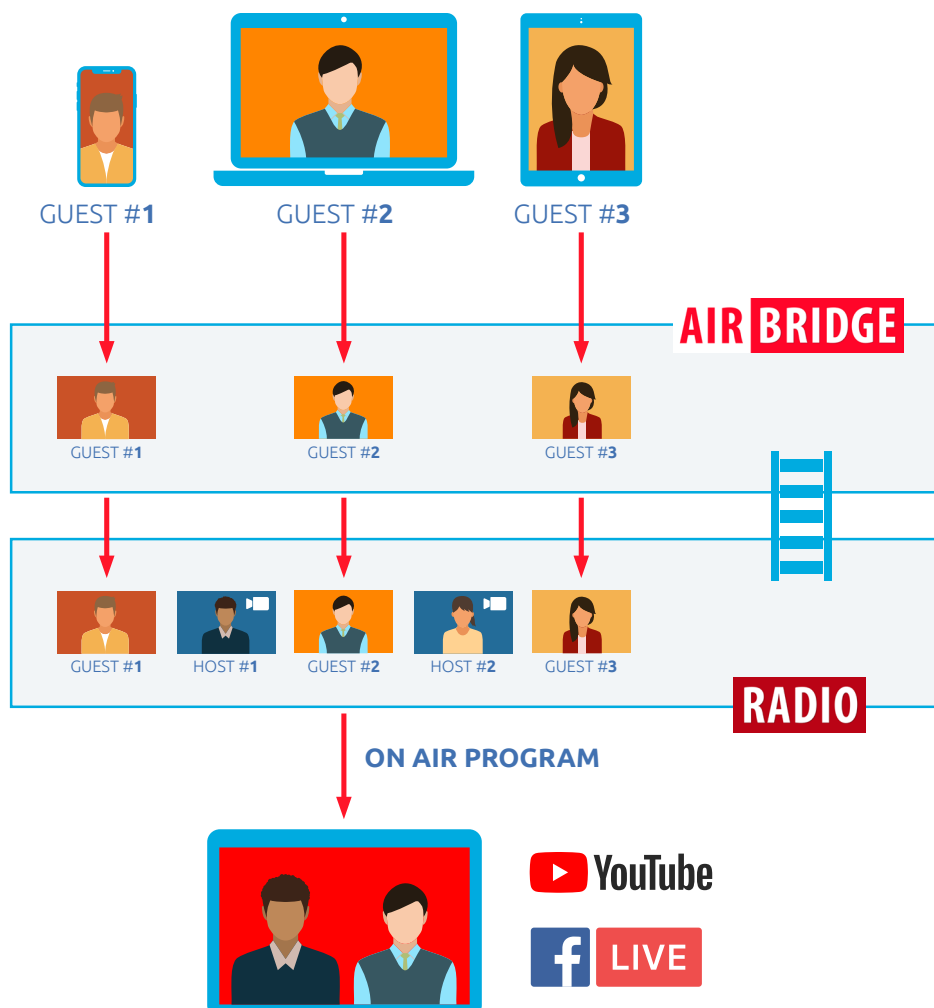 GUEST #1
GUEST #2
GUEST #3
AIR BRIDGE
GUEST #1
GUEST #2
GUEST #3
GUEST #1
HOST #1
GUEST #2
HOST #2
GUEST #3
RADIO
ON AIR PROGRAM
YouTube
f LIVE